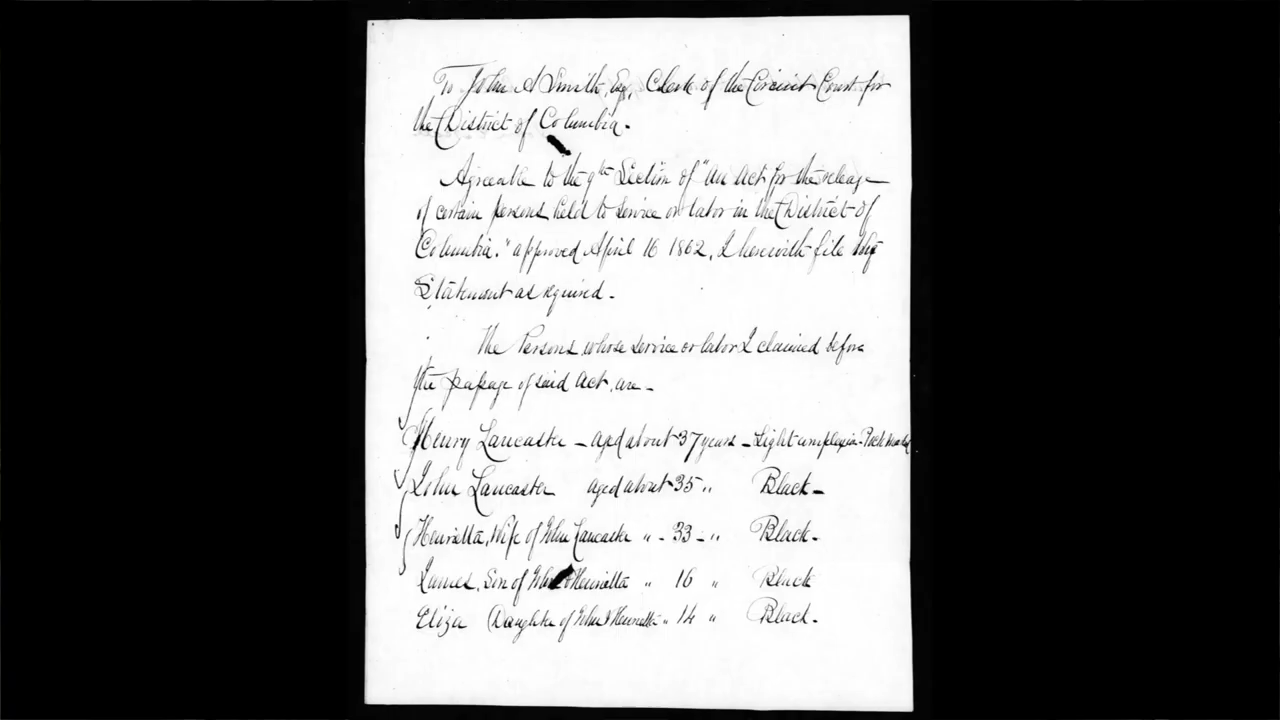 To John A Smith, Esq, Clerk of the Circuit Court for
the District of Columbia.
Agreeable to the 9th Section of "An Act for the release
of certain persons held to service or labor in the District of
Columbia." approved April 16 1862, I herewith file this
Statement as required.
The Persons whose service or labor I claimed before
the passage of said Act, are -
Henry Lancaster - aged about 37 years - Light complexion - Pock marked
John Lancaster aged about 35 " Black -
Henrietta, Wife of John Lancaster " - 33 - " Black -
James, Son of John & Henrietta " 16 " Black
Eliza Daughter of John & Henrietta " 14 " Black -